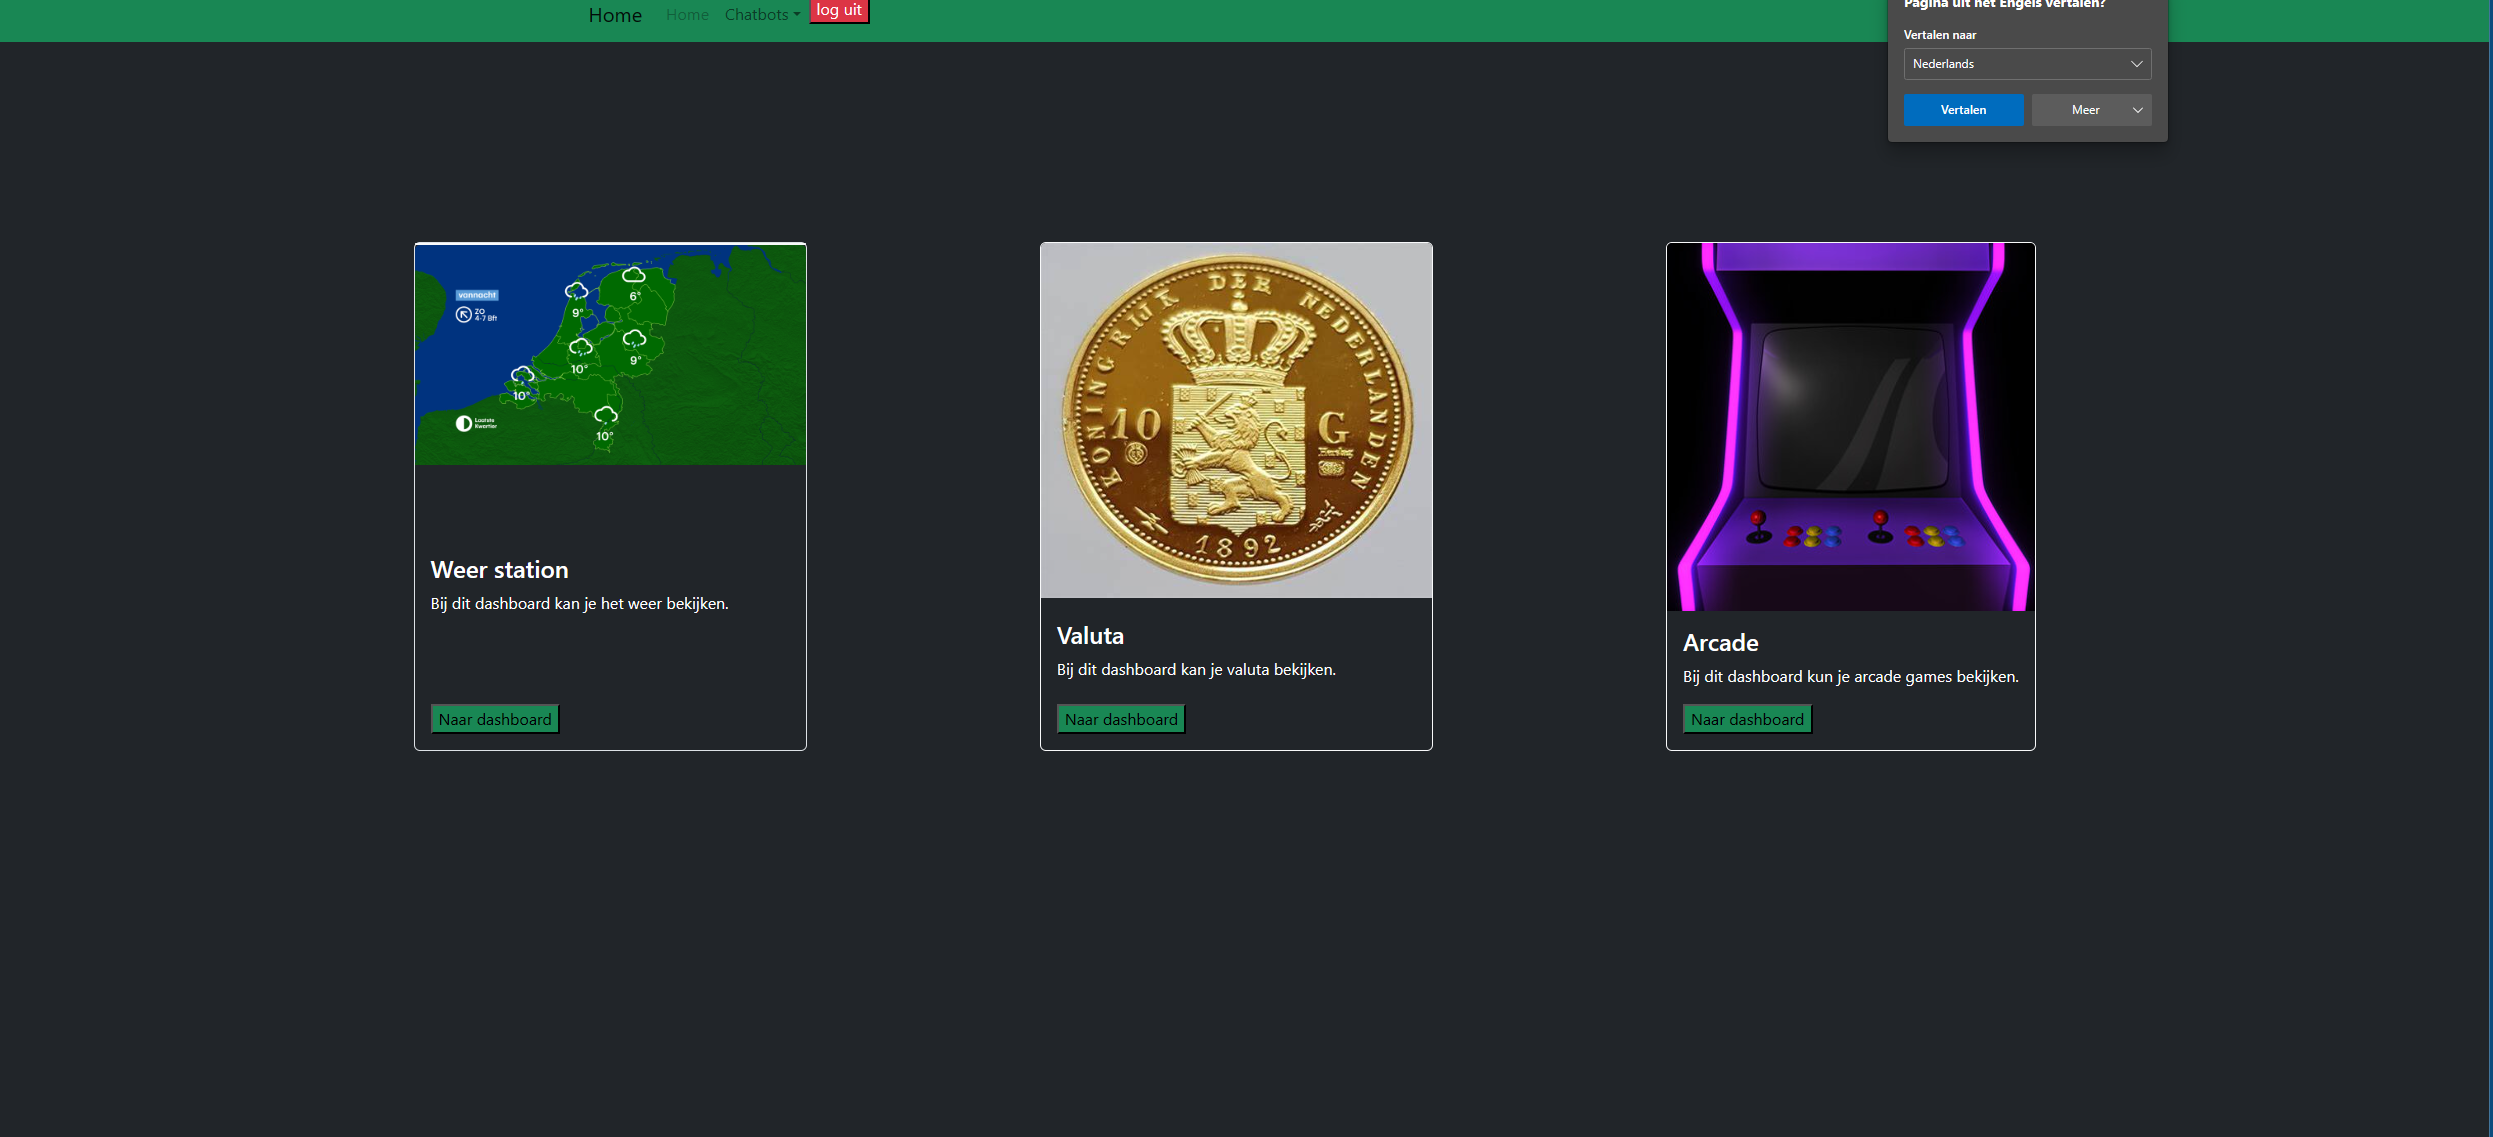 Home Home Chatbots log uit
Pagina uit het Engels vertalen?
Vertalen naar
Nederlands
Vertalen Meer
vannacht
ZO
4-7 Bft
6°
9°
9°
10°
10°
10°
Laatste
Kwartier
Weer station
Bij dit dashboard kan je het weer bekijken.
Naar dashboard
KONINGRIJK DER NEDERLANDEN
10 G
1892
Valuta
Bij dit dashboard kan je valuta bekijken.
Naar dashboard
Arcade
Bij dit dashboard kun je arcade games bekijken.
Naar dashboard